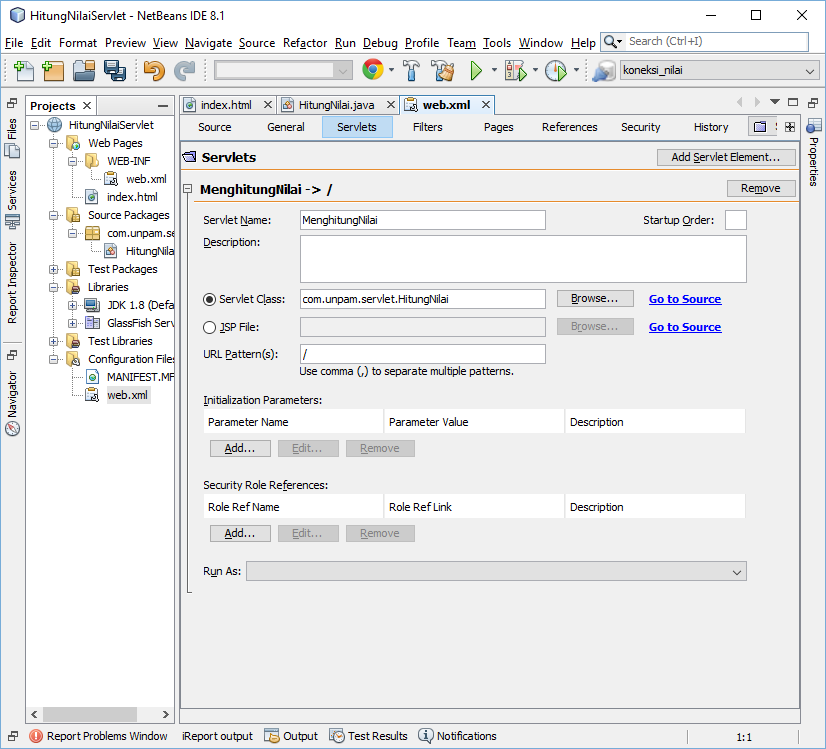 HitungNilaiServlet - NetBeans IDE 8.1
File Edit Format Preview View Navigate Source Refactor Run Debug Profile Team Tools Window Help Search (Ctrl+I)
koneksi_nilai
Projects
index.html HitungNilai.java web.xml
Source General Servlets Filters Pages References Security History
Files
Services
Report Inspector
Navigator
Properties
HitungNilaiServlet
Web Pages
WEB-INF
web.xml
index.html
Source Packages
com.unpam.se
HitungNila
Test Packages
Libraries
JDK 1.8 (Defa
GlassFish Serv
Test Libraries
Configuration Files
MANIFEST.MF
web.xml
Servlets Add Servlet Element...
MenghitungNilai -> / Remove
Servlet Name: MenghitungNilai Startup Order:
Description:
Servlet Class: com.unpam.servlet.HitungNilai Browse... Go to Source
JSP File: Browse... Go to Source
URL Pattern(s): /
Use comma (,) to separate multiple patterns.
Initialization Parameters:
Parameter Name Parameter Value Description
Add... Edit... Remove
Security Role References:
Role Ref Name Role Ref Link Description
Add... Edit... Remove
Run As:
Report Problems Window iReport output Output Test Results Notifications 1:1